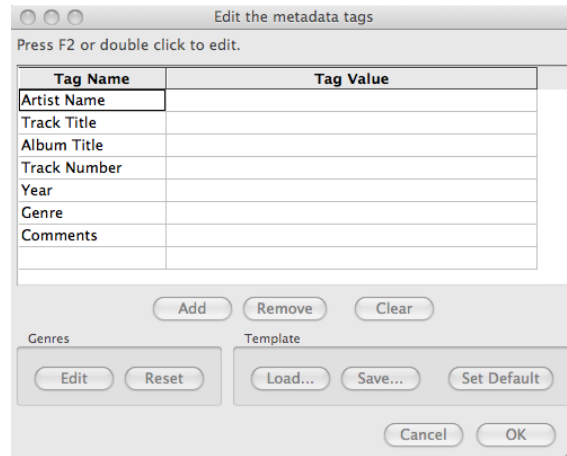 Edit the metadata tags
Press F2 or double click to edit.
Tag Name Tag Value
Artist Name
Track Title
Album Title
Track Number
Year
Genre
Comments
Add Remove Clear
Genres Template
Edit Reset Load... Save... Set Default
Cancel OK